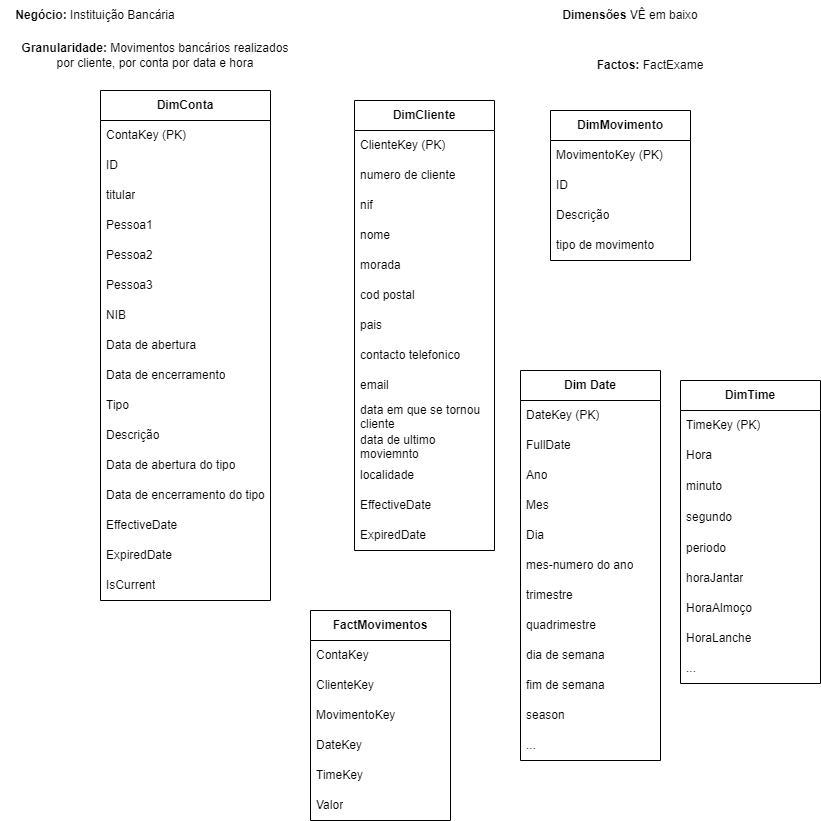 Negócio: Instituição Bancária
Granularidade: Movimentos bancários realizados
por cliente, por conta por data e hora
Dimensões VÊ em baixo
Factos: FactExame
DimConta
ContaKey (PK)
ID
titular
Pessoa1
Pessoa2
Pessoa3
NIB
Data de abertura
Data de encerramento
Tipo
Descrição
Data de abertura do tipo
Data de encerramento do tipo
EffectiveDate
ExpiredDate
IsCurrent
DimCliente
ClienteKey (PK)
numero de cliente
nif
nome
morada
cod postal
pais
contacto telefonico
email
data em que se tornou
cliente
data de ultimo
moviemnto
localidade
EffectiveDate
ExpiredDate
DimMovimento
MovimentoKey (PK)
ID
Descrição
tipo de movimento
Dim Date
DateKey (PK)
FullDate
Ano
Mes
Dia
mes-numero do ano
trimestre
quadrimestre
dia de semana
fim de semana
season
...
DimTime
TimeKey (PK)
Hora
minuto
segundo
periodo
horaJantar
HoraAlmoço
HoraLanche
...
FactMovimentos
ContaKey
ClienteKey
MovimentoKey
DateKey
TimeKey
Valor